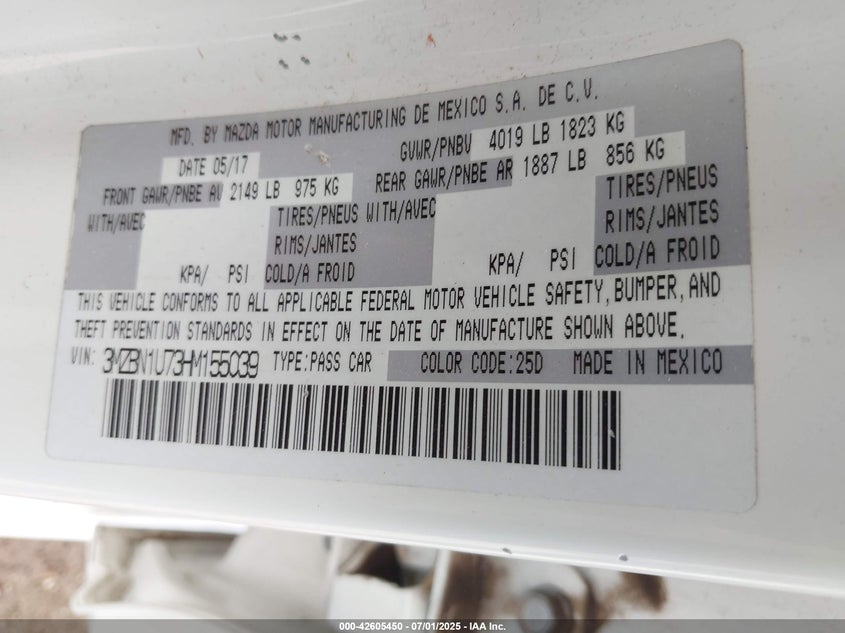 MFD. BY MAZDA MOTOR MANUFACTURING DE MEXICO S.A. DE C.V.
DATE 05/17 GVWR/PNBV 4019 LB 1823 KG
FRONT GAWR/PNBE AV 2149 LB 975 KG REAR GAWR/PNBE AR 1887 LB 856 KG
WITH/AVEC TIRES/PNEUS WITH/AVEC TIRES/PNEUS
RIMS/JANTES RIMS/JANTES
KPA/ PSI COLD/A FROID KPA/ PSI COLD/A FROID
THIS VEHICLE CONFORMS TO ALL APPLICABLE FEDERAL MOTOR VEHICLE SAFETY, BUMPER, AND
THEFT PREVENTION STANDARDS IN EFFECT ON THE DATE OF MANUFACTURE SHOWN ABOVE.
VIN: 3MZBN1U73HM155039 TYPE:PASS CAR COLOR CODE:25D MADE IN MEXICO
000-42605450 - 07/01/2025 - IAA Inc.